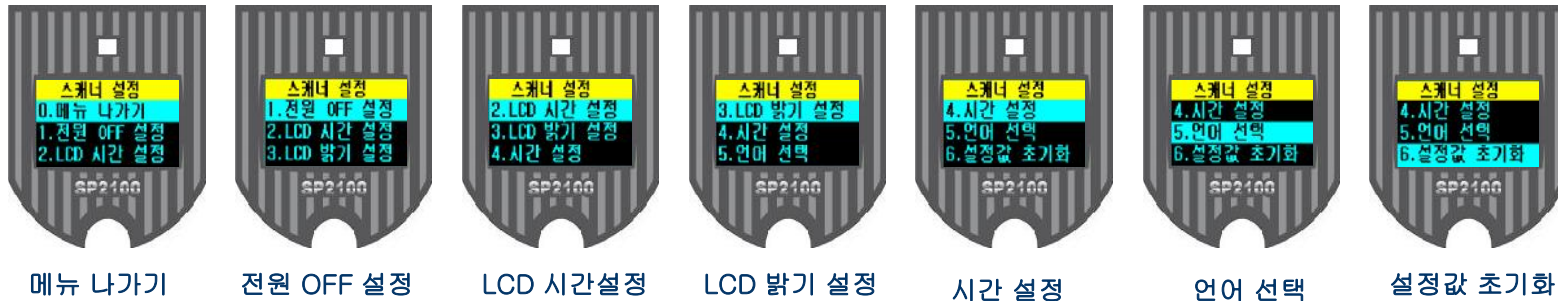 스캐너 설정
0.메뉴 나가기
1.전원 OFF 설정
2.LCD 시간 설정
SP2100
메뉴 나가기
스캐너 설정
1.전원 OFF 설정
2.LCD 시간 설정
3.LCD 밝기 설정
SP2100
전원 OFF 설정
스캐너 설정
2.LCD 시간 설정
3.LCD 밝기 설정
4.시간 설정
SP2100
LCD 시간설정
스캐너 설정
3.LCD 밝기 설정
4.시간 설정
5.언어 선택
SP2100
LCD 밝기 설정
스캐너 설정
4.시간 설정
5.언어 선택
6.설정값 초기화
SP2100
시간 설정
스캐너 설정
4.시간 설정
5.언어 선택
6.설정값 초기화
SP2100
언어 선택
스캐너 설정
4.시간 설정
5.언어 선택
6.설정값 초기화
SP2100
설정값 초기화